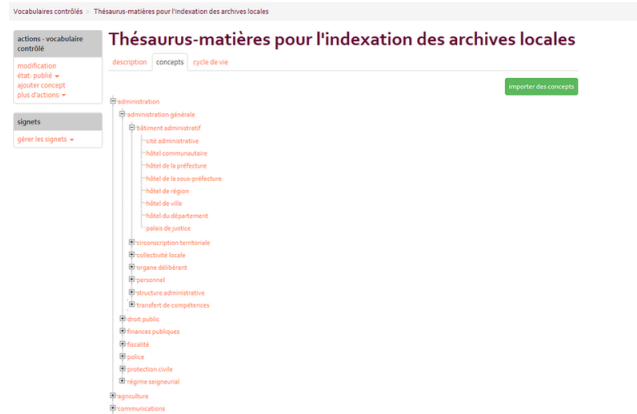 Vocabulaires contrôlés > Thésaurus-matières pour l'indexation des archives locales
actions - vocabulaire
contrôlé
modification
état: publié
ajouter concept
plus d'actions
signets
gérer les signets
Thésaurus-matières pour l'indexation des archives locales
description concepts cycle de vie
importer des concepts
administration
administration générale
bâtiment administratif
cité administrative
hôtel communautaire
hôtel de la préfecture
hôtel de la sous-préfecture
hôtel de région
hôtel de ville
hôtel du département
palais de justice
circonscription territoriale
collectivité locale
organe délibérant
personnel
structure administrative
transfert de compétences
droit public
finances publiques
fiscalité
police
protection civile
régime seigneurial
agriculture
communications